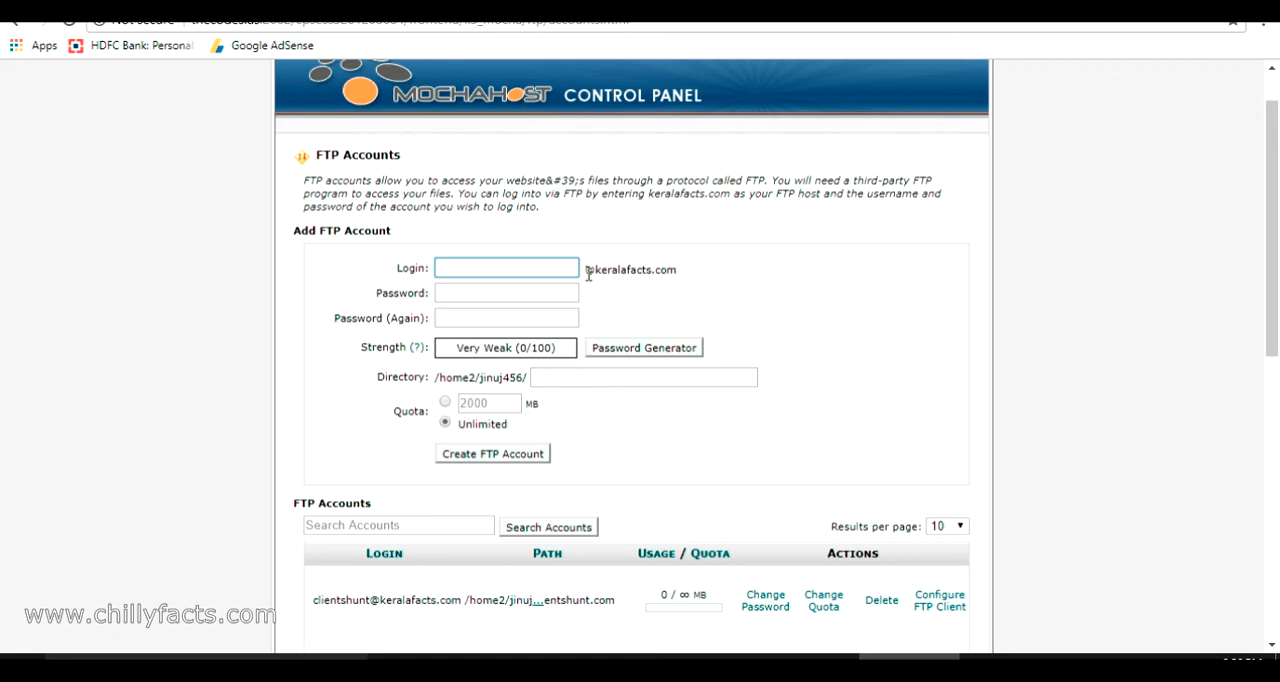 Apps HDFC Bank: Personal Google AdSense
MOCHAHOST CONTROL PANEL
FTP Accounts
FTP accounts allow you to access your website&#39;s files through a protocol called FTP. You will need a third-party FTP
program to access your files. You can log into via FTP by entering keralafacts.com as your FTP host and the username and
password of the account you wish to log into.
Add FTP Account
Login: @keralafacts.com
Password:
Password (Again):
Strength (?): Very Weak (0/100) Password Generator
Directory: /home2/jinuj456/
Quota: 2000 MB
Unlimited
Create FTP Account
FTP Accounts
Search Accounts Search Accounts Results per page: 10
LOGIN PATH USAGE / QUOTA ACTIONS
clientshunt@keralafacts.com /home2/jinuj...entshunt.com 0 / ∞ MB Change Password Change Quota Delete Configure FTP Client
www.chillyfacts.com